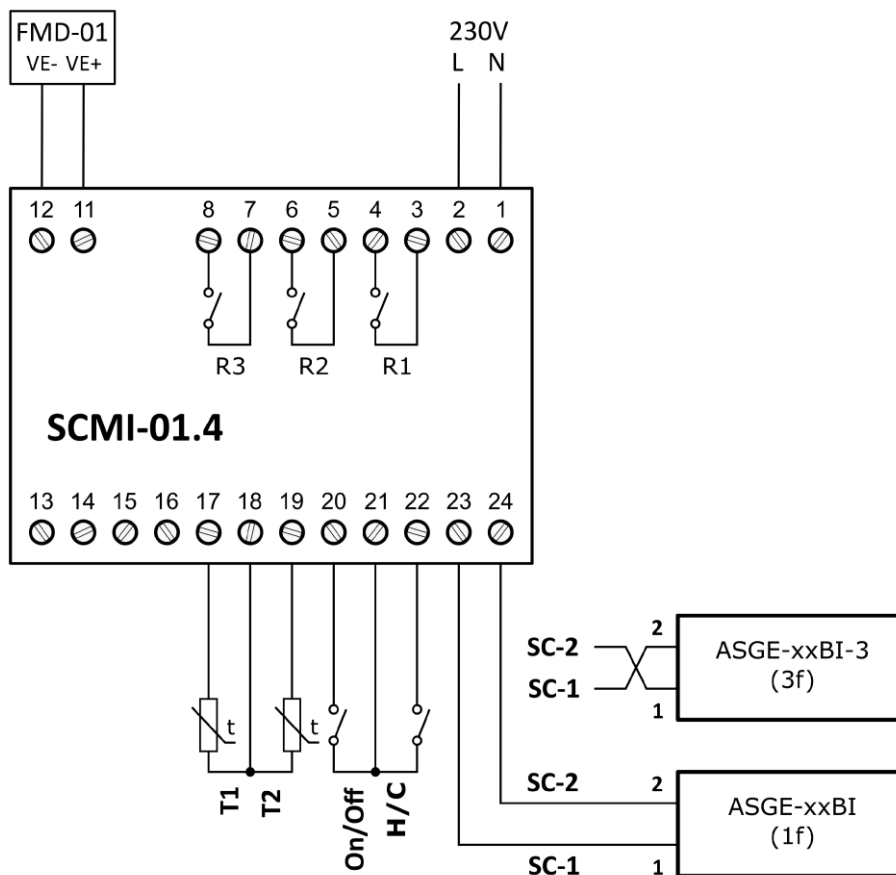 FMD-01
VE- VE+
230V
L N
12 11 8 7 6 5 4 3 2 1
R3 R2 R1
SCMI-01.4
13 14 15 16 17 18 19 20 21 22 23 24
SC-2 2
ASGE-xxBI-3
(3f)
SC-1 1
t t
T1 T2 On/Off H/C
SC-2 2
ASGE-xxBI
(1f)
SC-1 1